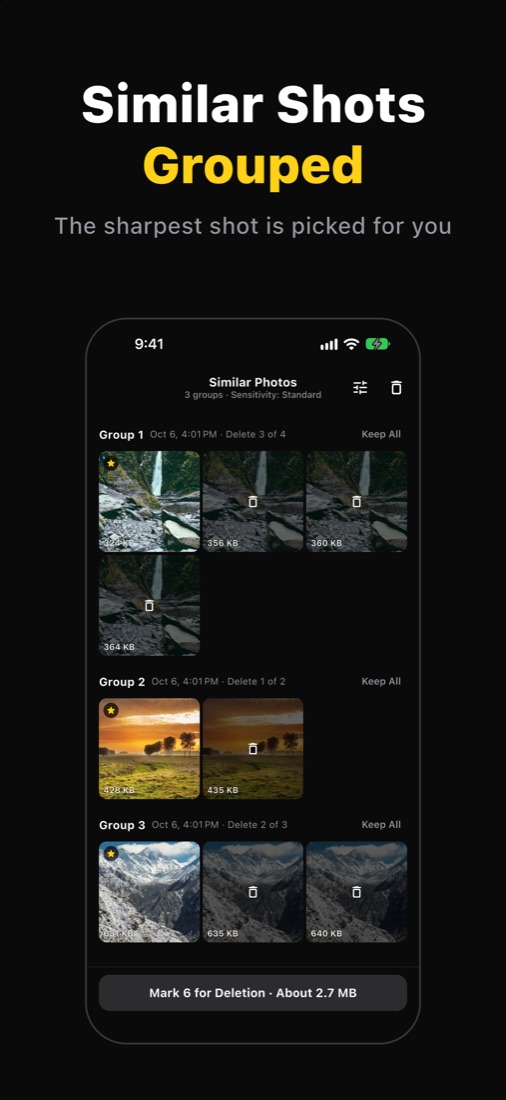 Similar Shots
Grouped
The sharpest shot is picked for you
9:41
Similar Photos
3 groups · Sensitivity: Standard
Group 1 Oct 6, 4:01 PM · Delete 3 of 4 Keep All
324 KB 356 KB 360 KB
364 KB
Group 2 Oct 6, 4:01 PM · Delete 1 of 2 Keep All
428 KB 435 KB
Group 3 Oct 6, 4:01 PM · Delete 2 of 3 Keep All
631 KB 635 KB 640 KB
Mark 6 for Deletion · About 2.7 MB